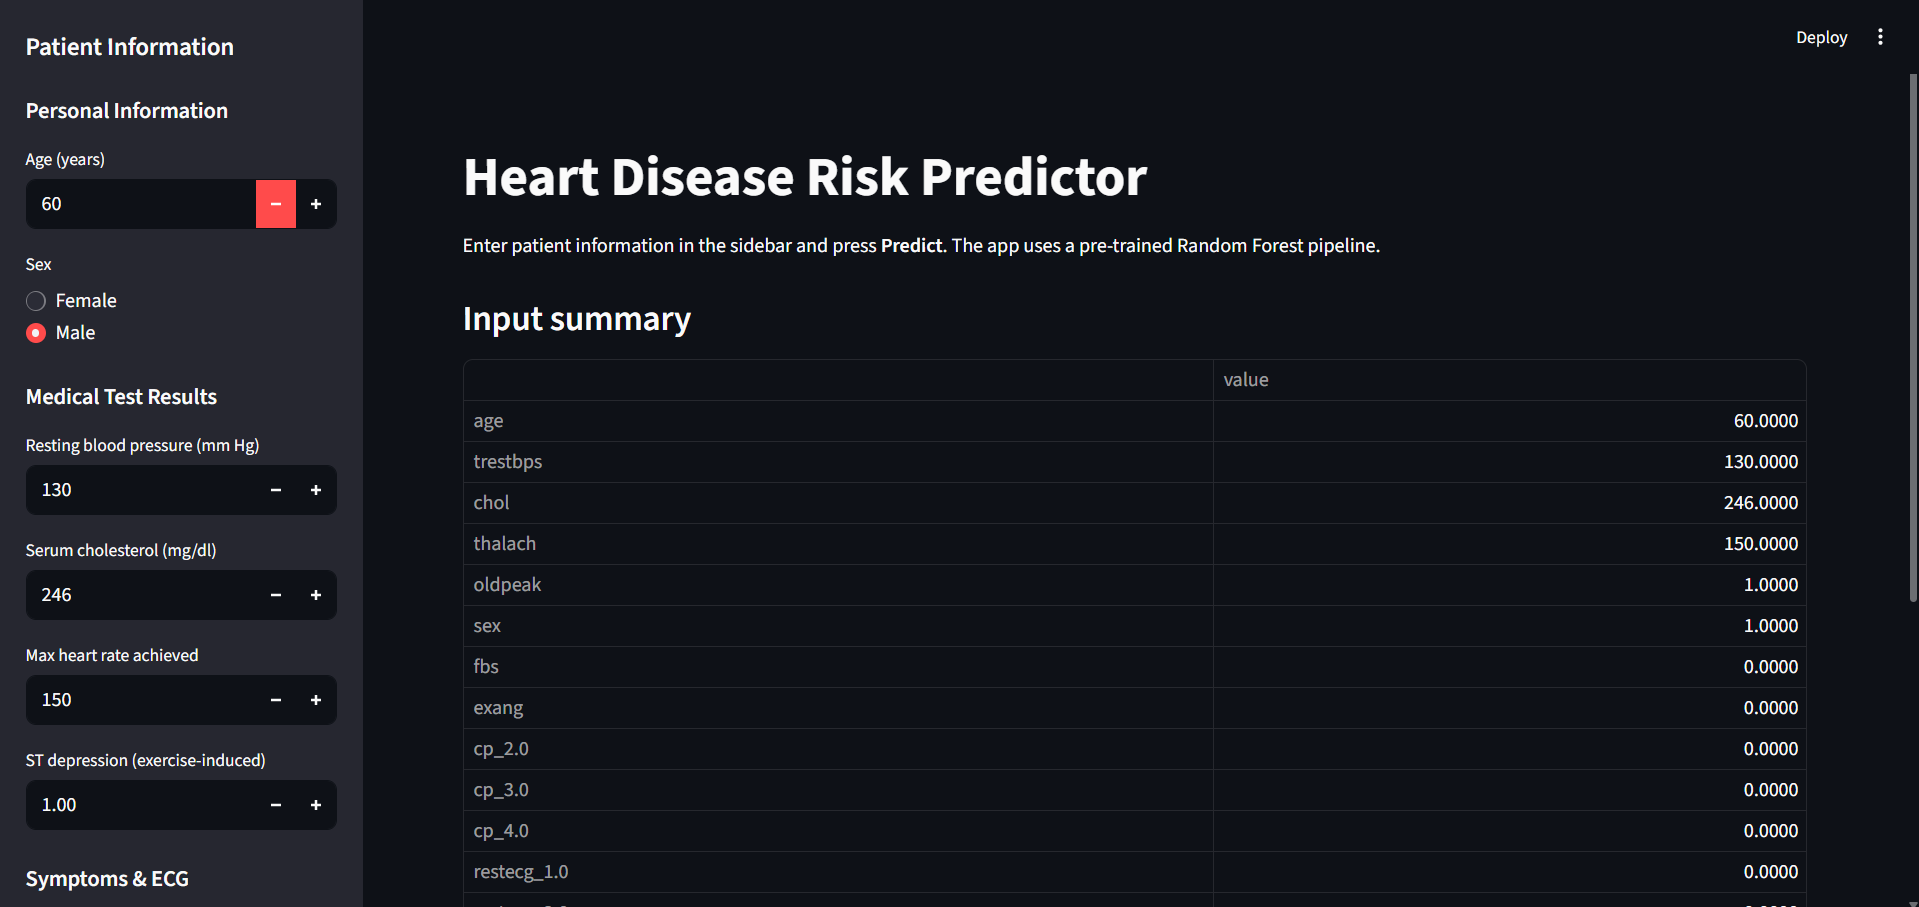 Patient Information
Personal Information
Age (years)
60
Sex
Female
Male
Medical Test Results
Resting blood pressure (mm Hg)
130
Serum cholesterol (mg/dl)
246
Max heart rate achieved
150
ST depression (exercise-induced)
1.00
Symptoms & ECG
Deploy
Heart Disease Risk Predictor
Enter patient information in the sidebar and press Predict. The app uses a pre-trained Random Forest pipeline.
Input summary
value
age 60.0000
trestbps 130.0000
chol 246.0000
thalach 150.0000
oldpeak 1.0000
sex 1.0000
fbs 0.0000
exang 0.0000
cp_2.0 0.0000
cp_3.0 0.0000
cp_4.0 0.0000
restecg_1.0 0.0000